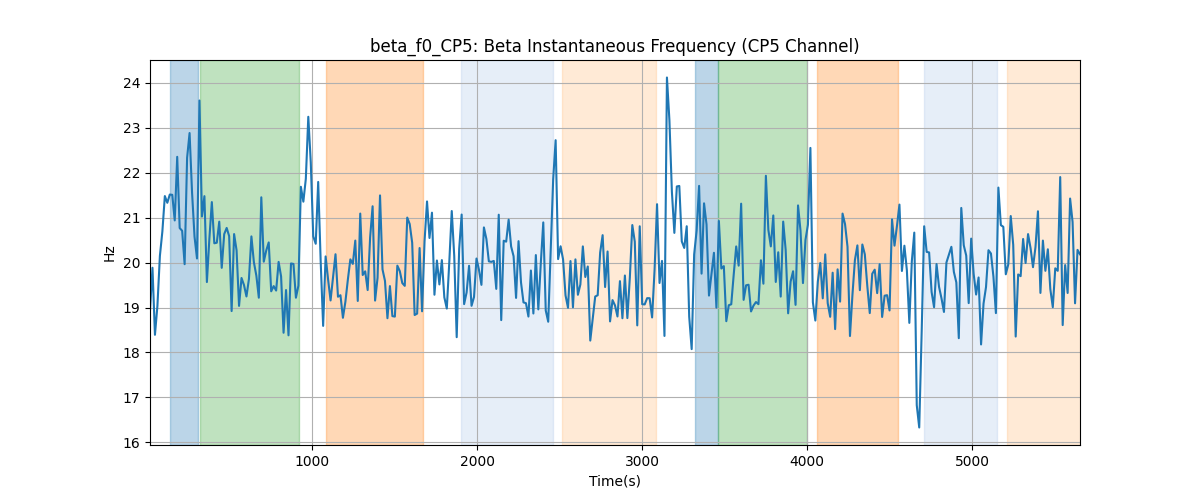 beta_f0_CP5: Beta Instantaneous Frequency (CP5 Channel)
24
23
22
21
20
19
18
17
16
Hz
1000 2000 3000 4000 5000
Time(s)